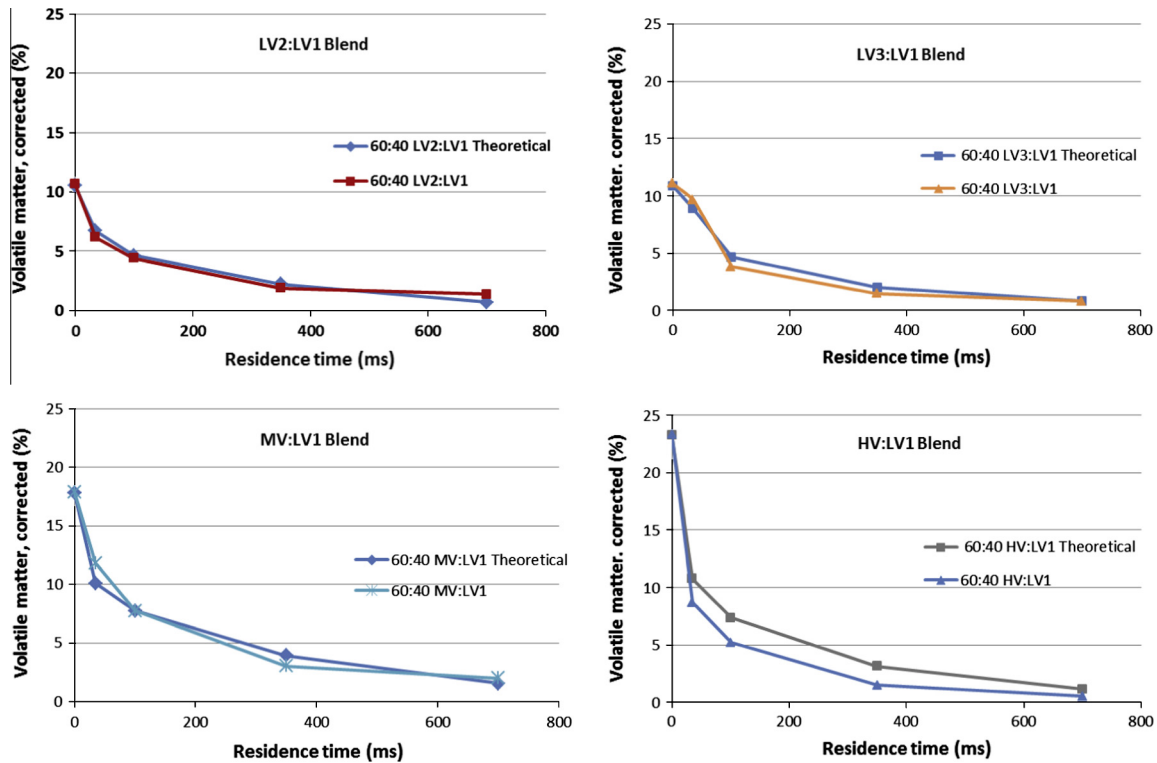 LV2:LV1 Blend
Volatile matter, corrected (%)
25
20
15
10
5
0
60:40 LV2:LV1 Theoretical
60:40 LV2:LV1
0 200 400 600 800
Residence time (ms)
LV3:LV1 Blend
Volatile matter. corrected (%)
25
20
15
10
5
0
60:40 LV3:LV1 Theoretical
60:40 LV3:LV1
0 200 400 600 800
Residence time (ms)
MV:LV1 Blend
Volatile matter, corrected (%)
25
20
15
10
5
0
60:40 MV:LV1 Theoretical
60:40 MV:LV1
0 200 400 600 800
Residence time (ms)
HV:LV1 Blend
Volatile matter. corrected (%)
25
20
15
10
5
0
60:40 HV:LV1 Theoretical
60:40 HV:LV1
0 200 400 600 800
Residence time (ms)